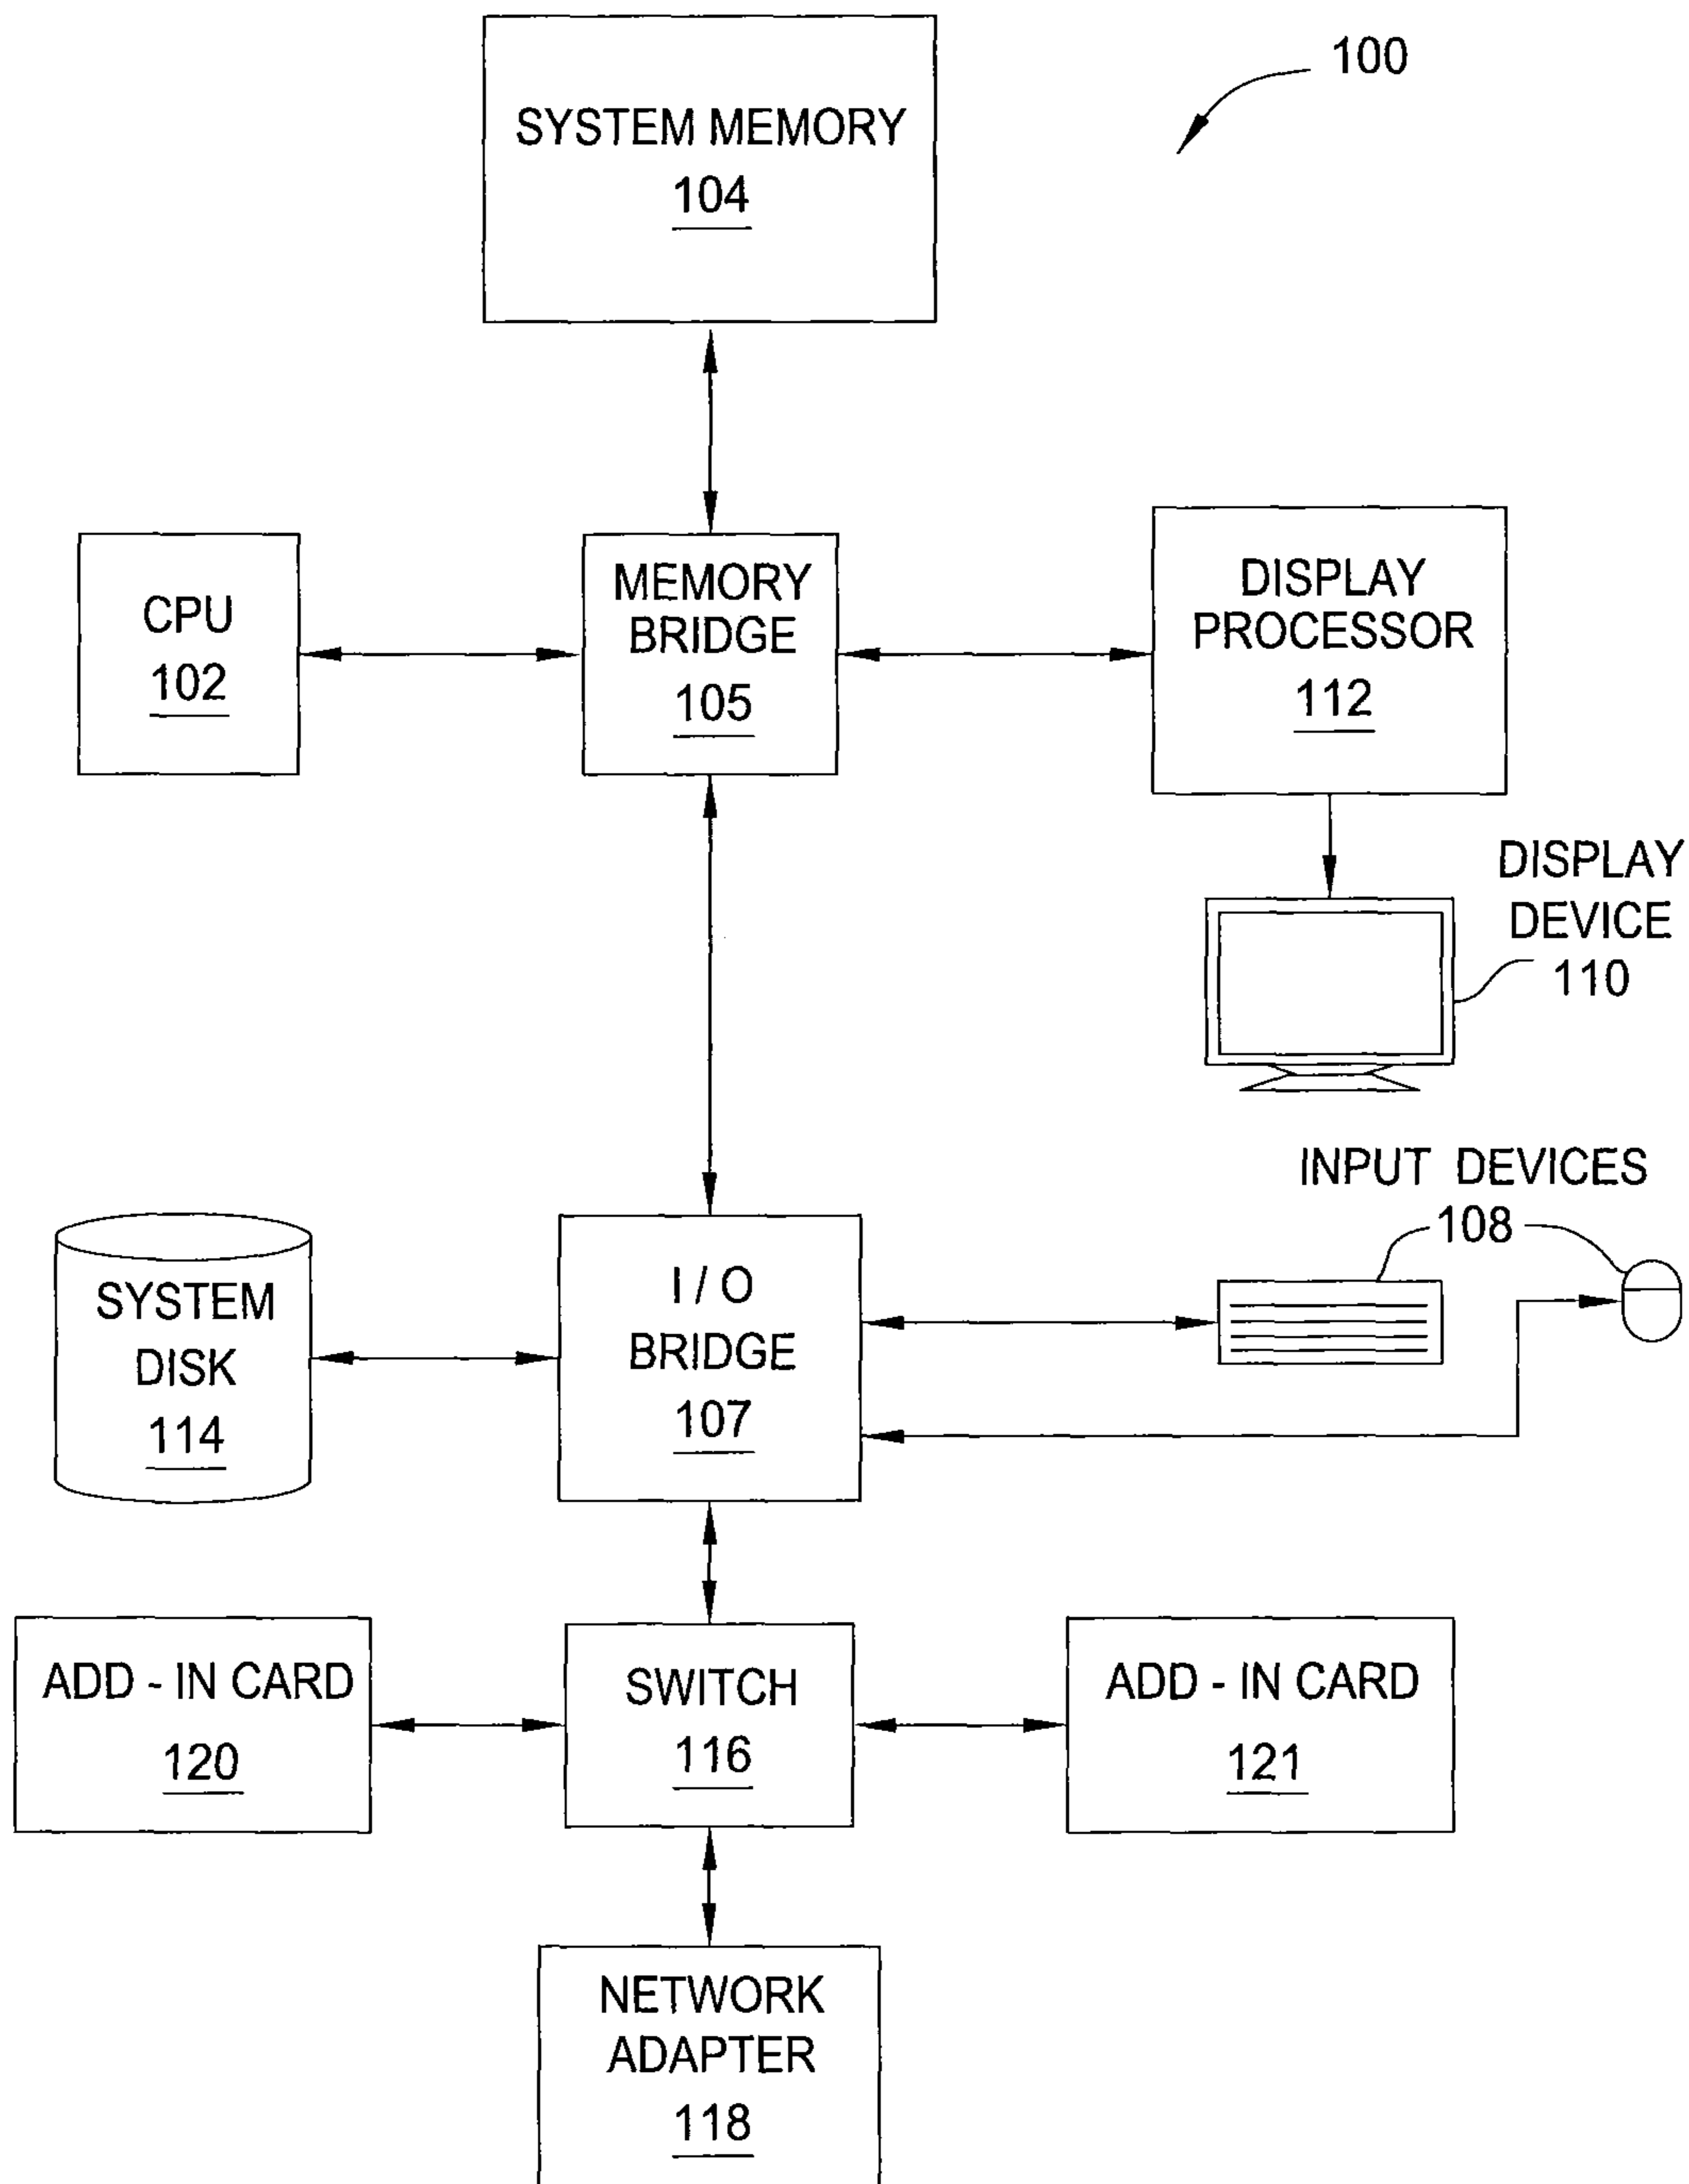 100
SYSTEM MEMORY
104
CPU
102
MEMORY
BRIDGE
105
DISPLAY
PROCESSOR
112
DISPLAY
DEVICE
110
INPUT DEVICES
108
SYSTEM
DISK
114
I / O
BRIDGE
107
ADD - IN CARD
120
SWITCH
116
ADD - IN CARD
121
NETWORK
ADAPTER
118